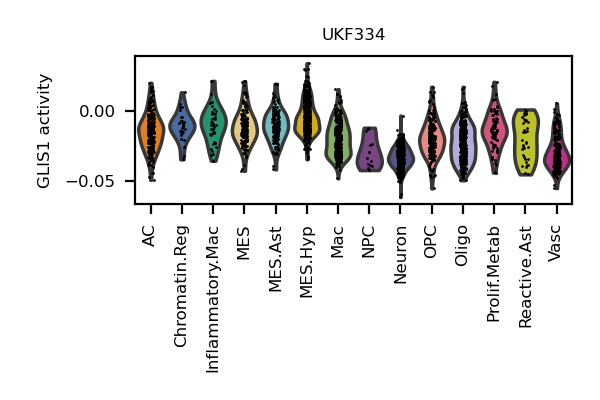 UKF334
GLIS1 activity
0.00
−0.05
AC
Chromatin.Reg
Inflammatory.Mac
MES
MES.Ast
MES.Hyp
Mac
NPC
Neuron
OPC
Oligo
Prolif.Metab
Reactive.Ast
Vasc